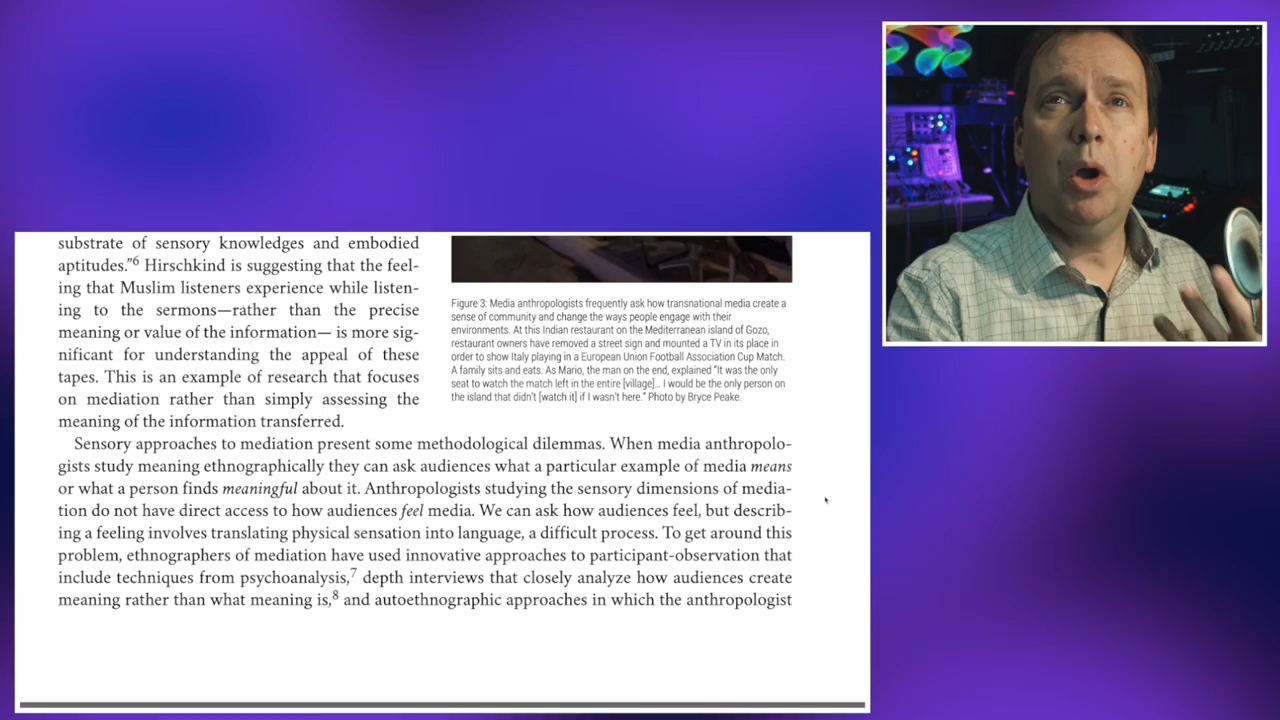 substrate of sensory knowledges and embodied
aptitudes.”6 Hirschkind is suggesting that the feel-
ing that Muslim listeners experience while listen-
ing to the sermons—rather than the precise
meaning or value of the information— is more sig-
nificant for understanding the appeal of these
tapes. This is an example of research that focuses
on mediation rather than simply assessing the
meaning of the information transferred.
Figure 3: Media anthropologists frequently ask how transnational media create a
sense of community and change the ways people engage with their
environments. At this Indian restaurant on the Mediterranean island of Gozo,
restaurant owners have removed a street sign and mounted a TV in its place in
order to show Italy playing in a European Union Football Association Cup Match.
A family sits and eats. As Mario, the man on the end, explained “It was the only
seat to watch the match left in the entire [village]... I would be the only person on
the island that didn’t [watch it] if I wasn’t here.” Photo by Bryce Peake.
Sensory approaches to mediation present some methodological dilemmas. When media anthropolo-
gists study meaning ethnographically they can ask audiences what a particular example of media means
or what a person finds meaningful about it. Anthropologists studying the sensory dimensions of media-
tion do not have direct access to how audiences feel media. We can ask how audiences feel, but describ-
ing a feeling involves translating physical sensation into language, a difficult process. To get around this
problem, ethnographers of mediation have used innovative approaches to participant-observation that
include techniques from psychoanalysis,7 depth interviews that closely analyze how audiences create
meaning rather than what meaning is,8 and autoethnographic approaches in which the anthropologist